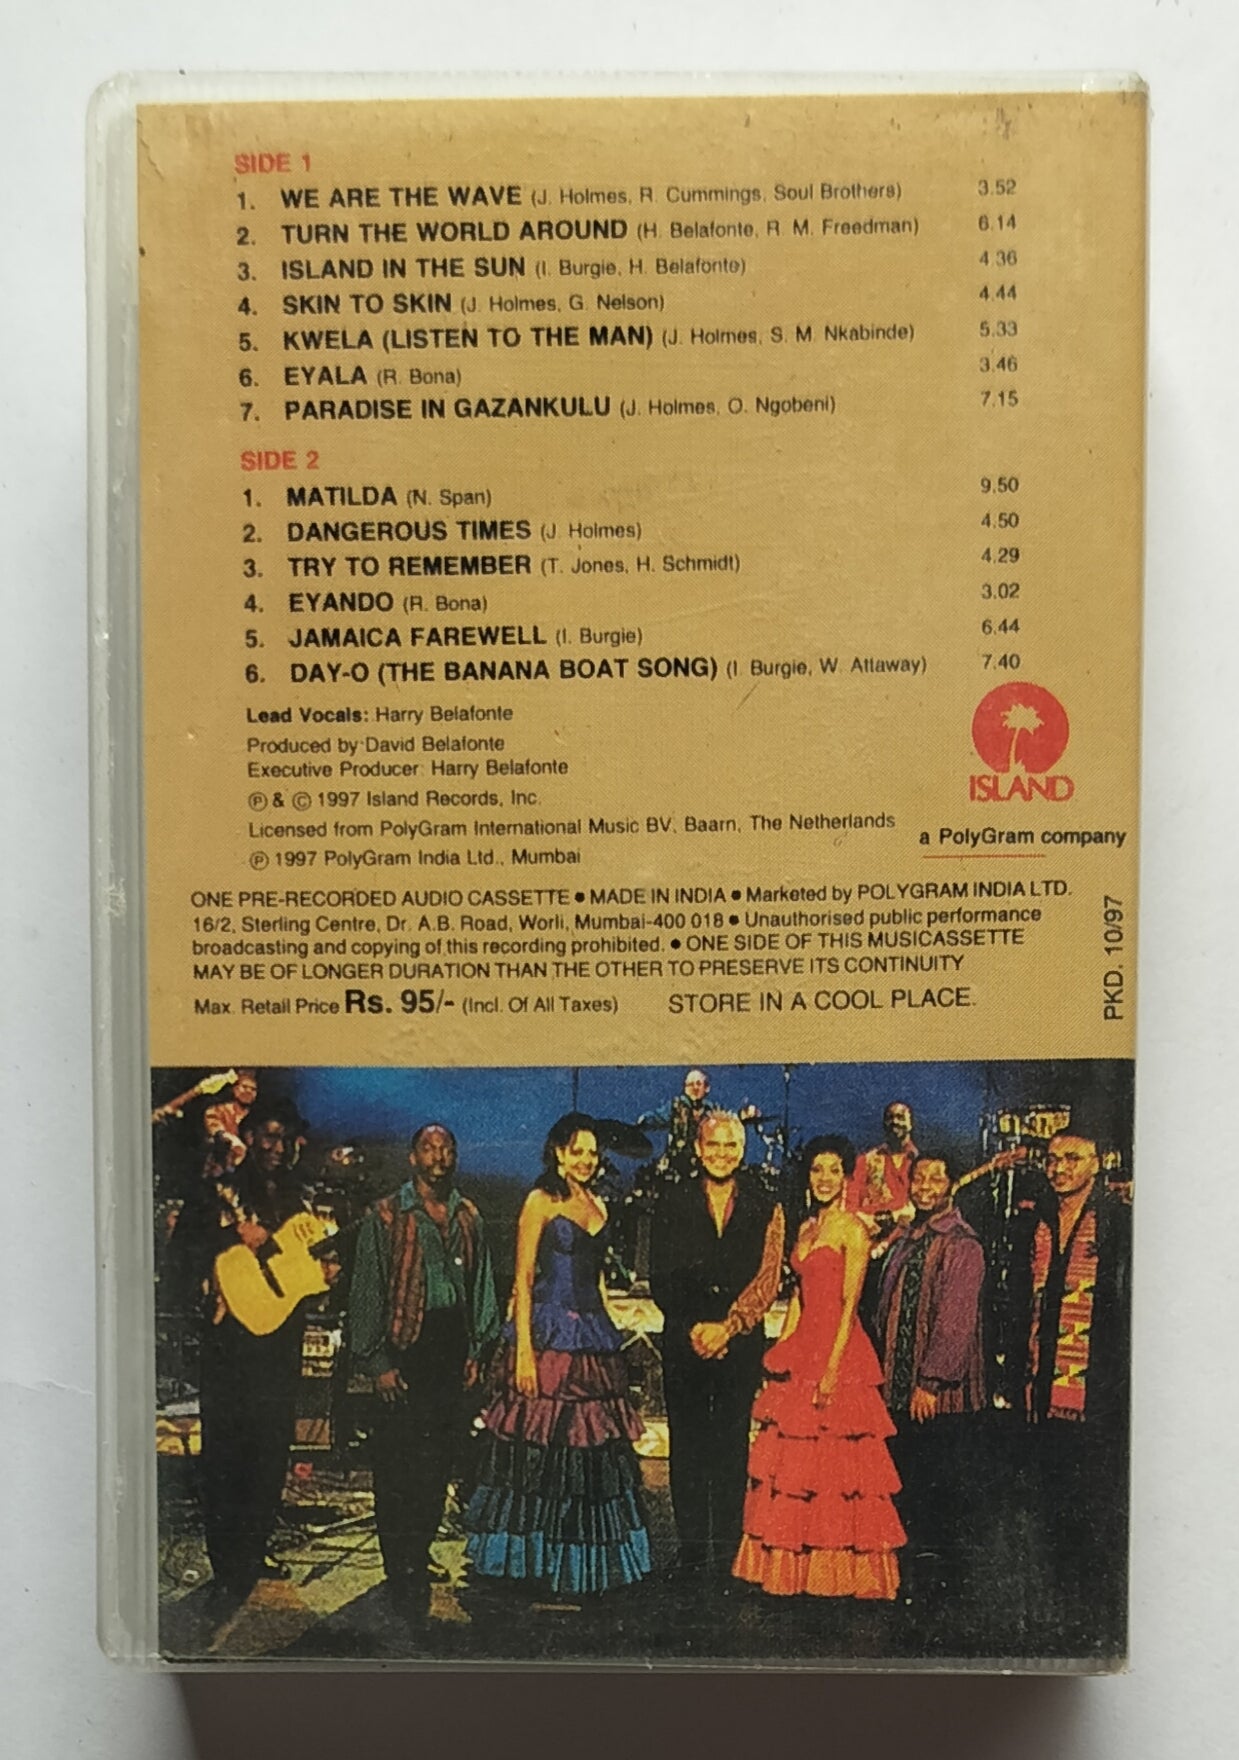 SIDE 1
1. WE ARE THE WAVE (J. Holmes, R. Cummings, Soul Brothers) 3.52
2. TURN THE WORLD AROUND (H. Belafonte, R. M. Freedman) 6.14
3. ISLAND IN THE SUN (I. Burgie, H. Belafonte) 4.36
4. SKIN TO SKIN (J. Holmes, G. Nelson) 4.44
5. KWELA (LISTEN TO THE MAN) (J. Holmes, S. M. Nkabinde) 5.33
6. EYALA (R. Bona) 3.46
7. PARADISE IN GAZANKULU (J. Holmes, O. Ngobeni) 7.15
SIDE 2
1. MATILDA (N. Span) 9.50
2. DANGEROUS TIMES (J. Holmes) 4.50
3. TRY TO REMEMBER (T. Jones, H. Schmidt) 4.29
4. EYANDO (R. Bona) 3.02
5. JAMAICA FAREWELL (I. Burgie) 6.44
6. DAY-O (THE BANANA BOAT SONG) (I. Burgie, W. Attaway) 7.40
Lead Vocals: Harry Belafonte
Produced by David Belafonte
Executive Producer: Harry Belafonte
℗ & © 1997 Island Records, Inc.
Licensed from PolyGram International Music BV, Baarn, The Netherlands
℗ 1997 PolyGram India Ltd., Mumbai
ISLAND
a PolyGram company
ONE PRE-RECORDED AUDIO CASSETTE • MADE IN INDIA • Marketed by POLYGRAM INDIA LTD.
16/2, Sterling Centre, Dr. A.B. Road, Worli, Mumbai-400 018 • Unauthorised public performance
broadcasting and copying of this recording prohibited. • ONE SIDE OF THIS MUSICASSETTE
MAY BE OF LONGER DURATION THAN THE OTHER TO PRESERVE ITS CONTINUITY
Max. Retail Price Rs. 95/- (Incl. Of All Taxes) STORE IN A COOL PLACE.
PKD. 10/97